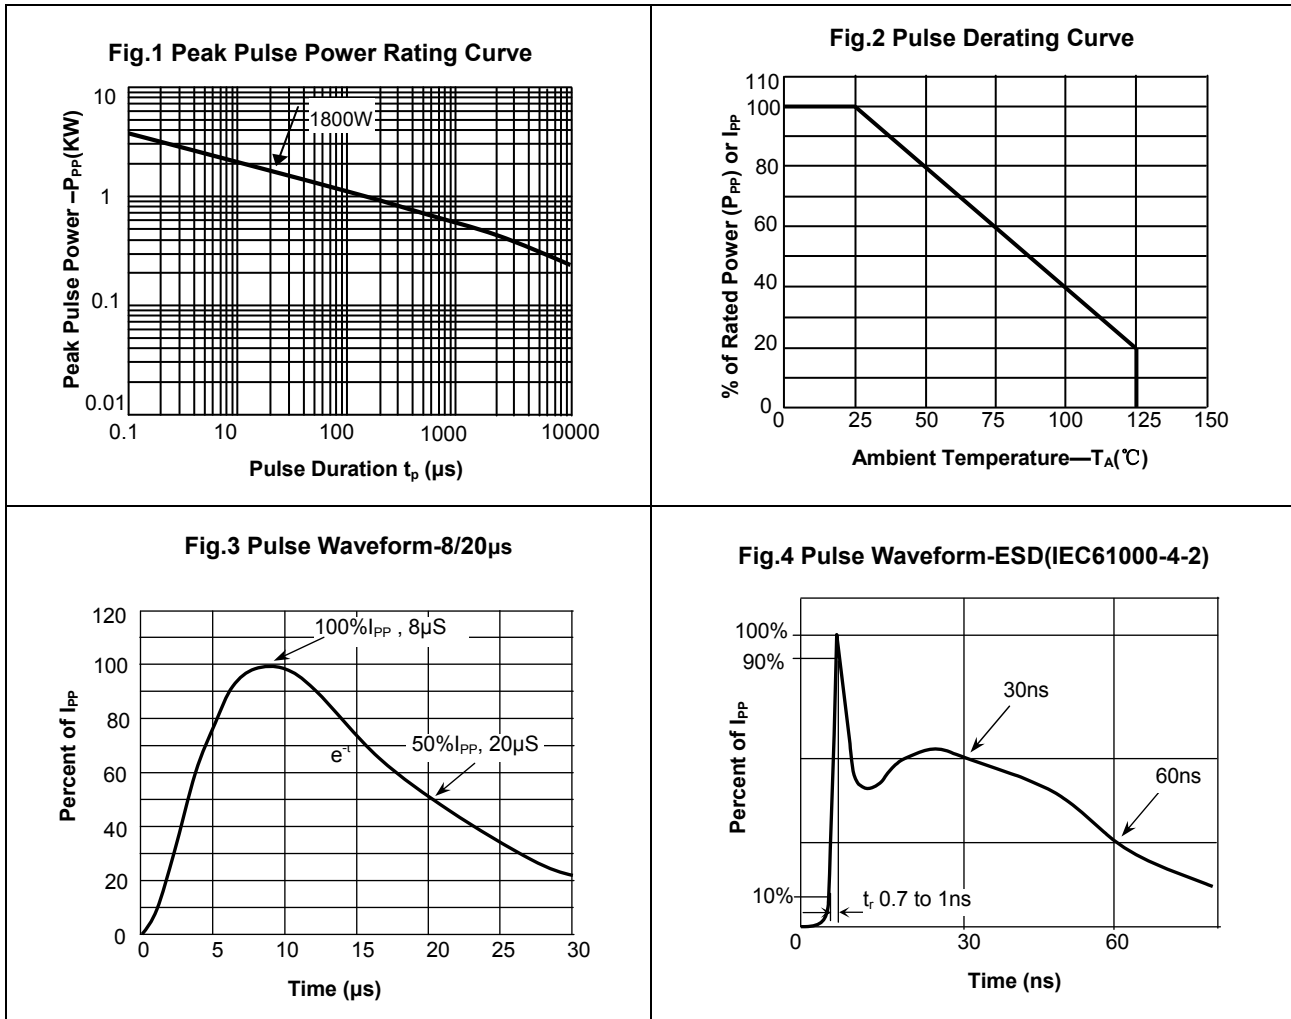 Fig.1 Peak Pulse Power Rating Curve
Peak Pulse Power –PPP(KW)
10
1
0.1
0.01
1800W
0.1
10
100
1000
10000
Pulse Duration tp (µs)
Fig.2 Pulse Derating Curve
% of Rated Power (PPP) or IPP
110
100
80
60
40
20
0
0
25
50
75
100
125
150
Ambient Temperature—TA(℃)
Fig.3 Pulse Waveform-8/20µs
Percent of IPP
120
100
80
60
40
20
0
100%IPP , 8µS
e-t
50%IPP, 20µS
0
5
10
15
20
25
30
Time (µs)
Fig.4 Pulse Waveform-ESD(IEC61000-4-2)
Percent of IPP
100%
90%
10%
30ns
60ns
tr 0.7 to 1ns
0
30
60
Time (ns)